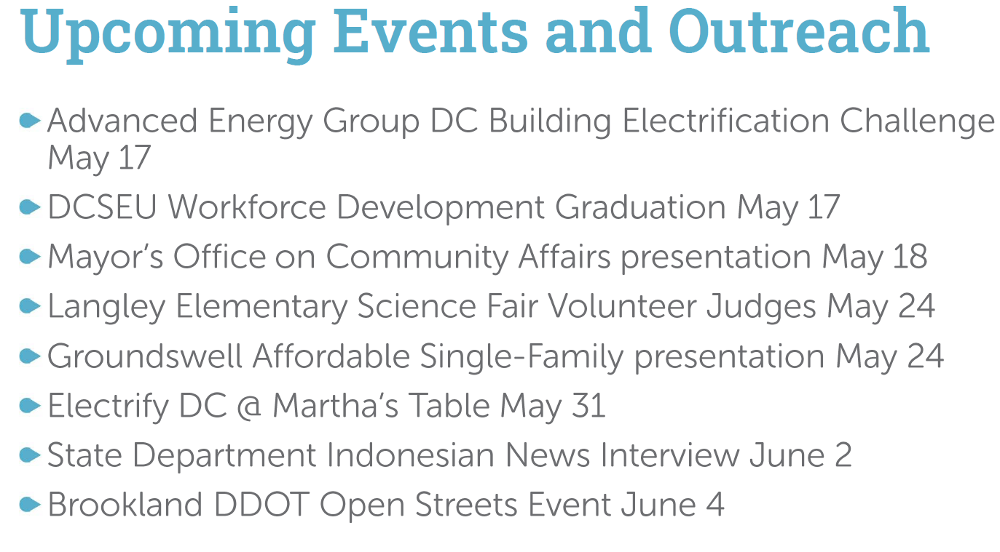 Upcoming Events and Outreach
Advanced Energy Group DC Building Electrification Challenge
May 17
DCSEU Workforce Development Graduation May 17
Mayor’s Office on Community Affairs presentation May 18
Langley Elementary Science Fair Volunteer Judges May 24
Groundswell Affordable Single-Family presentation May 24
Electrify DC @ Martha’s Table May 31
State Department Indonesian News Interview June 2
Brookland DDOT Open Streets Event June 4